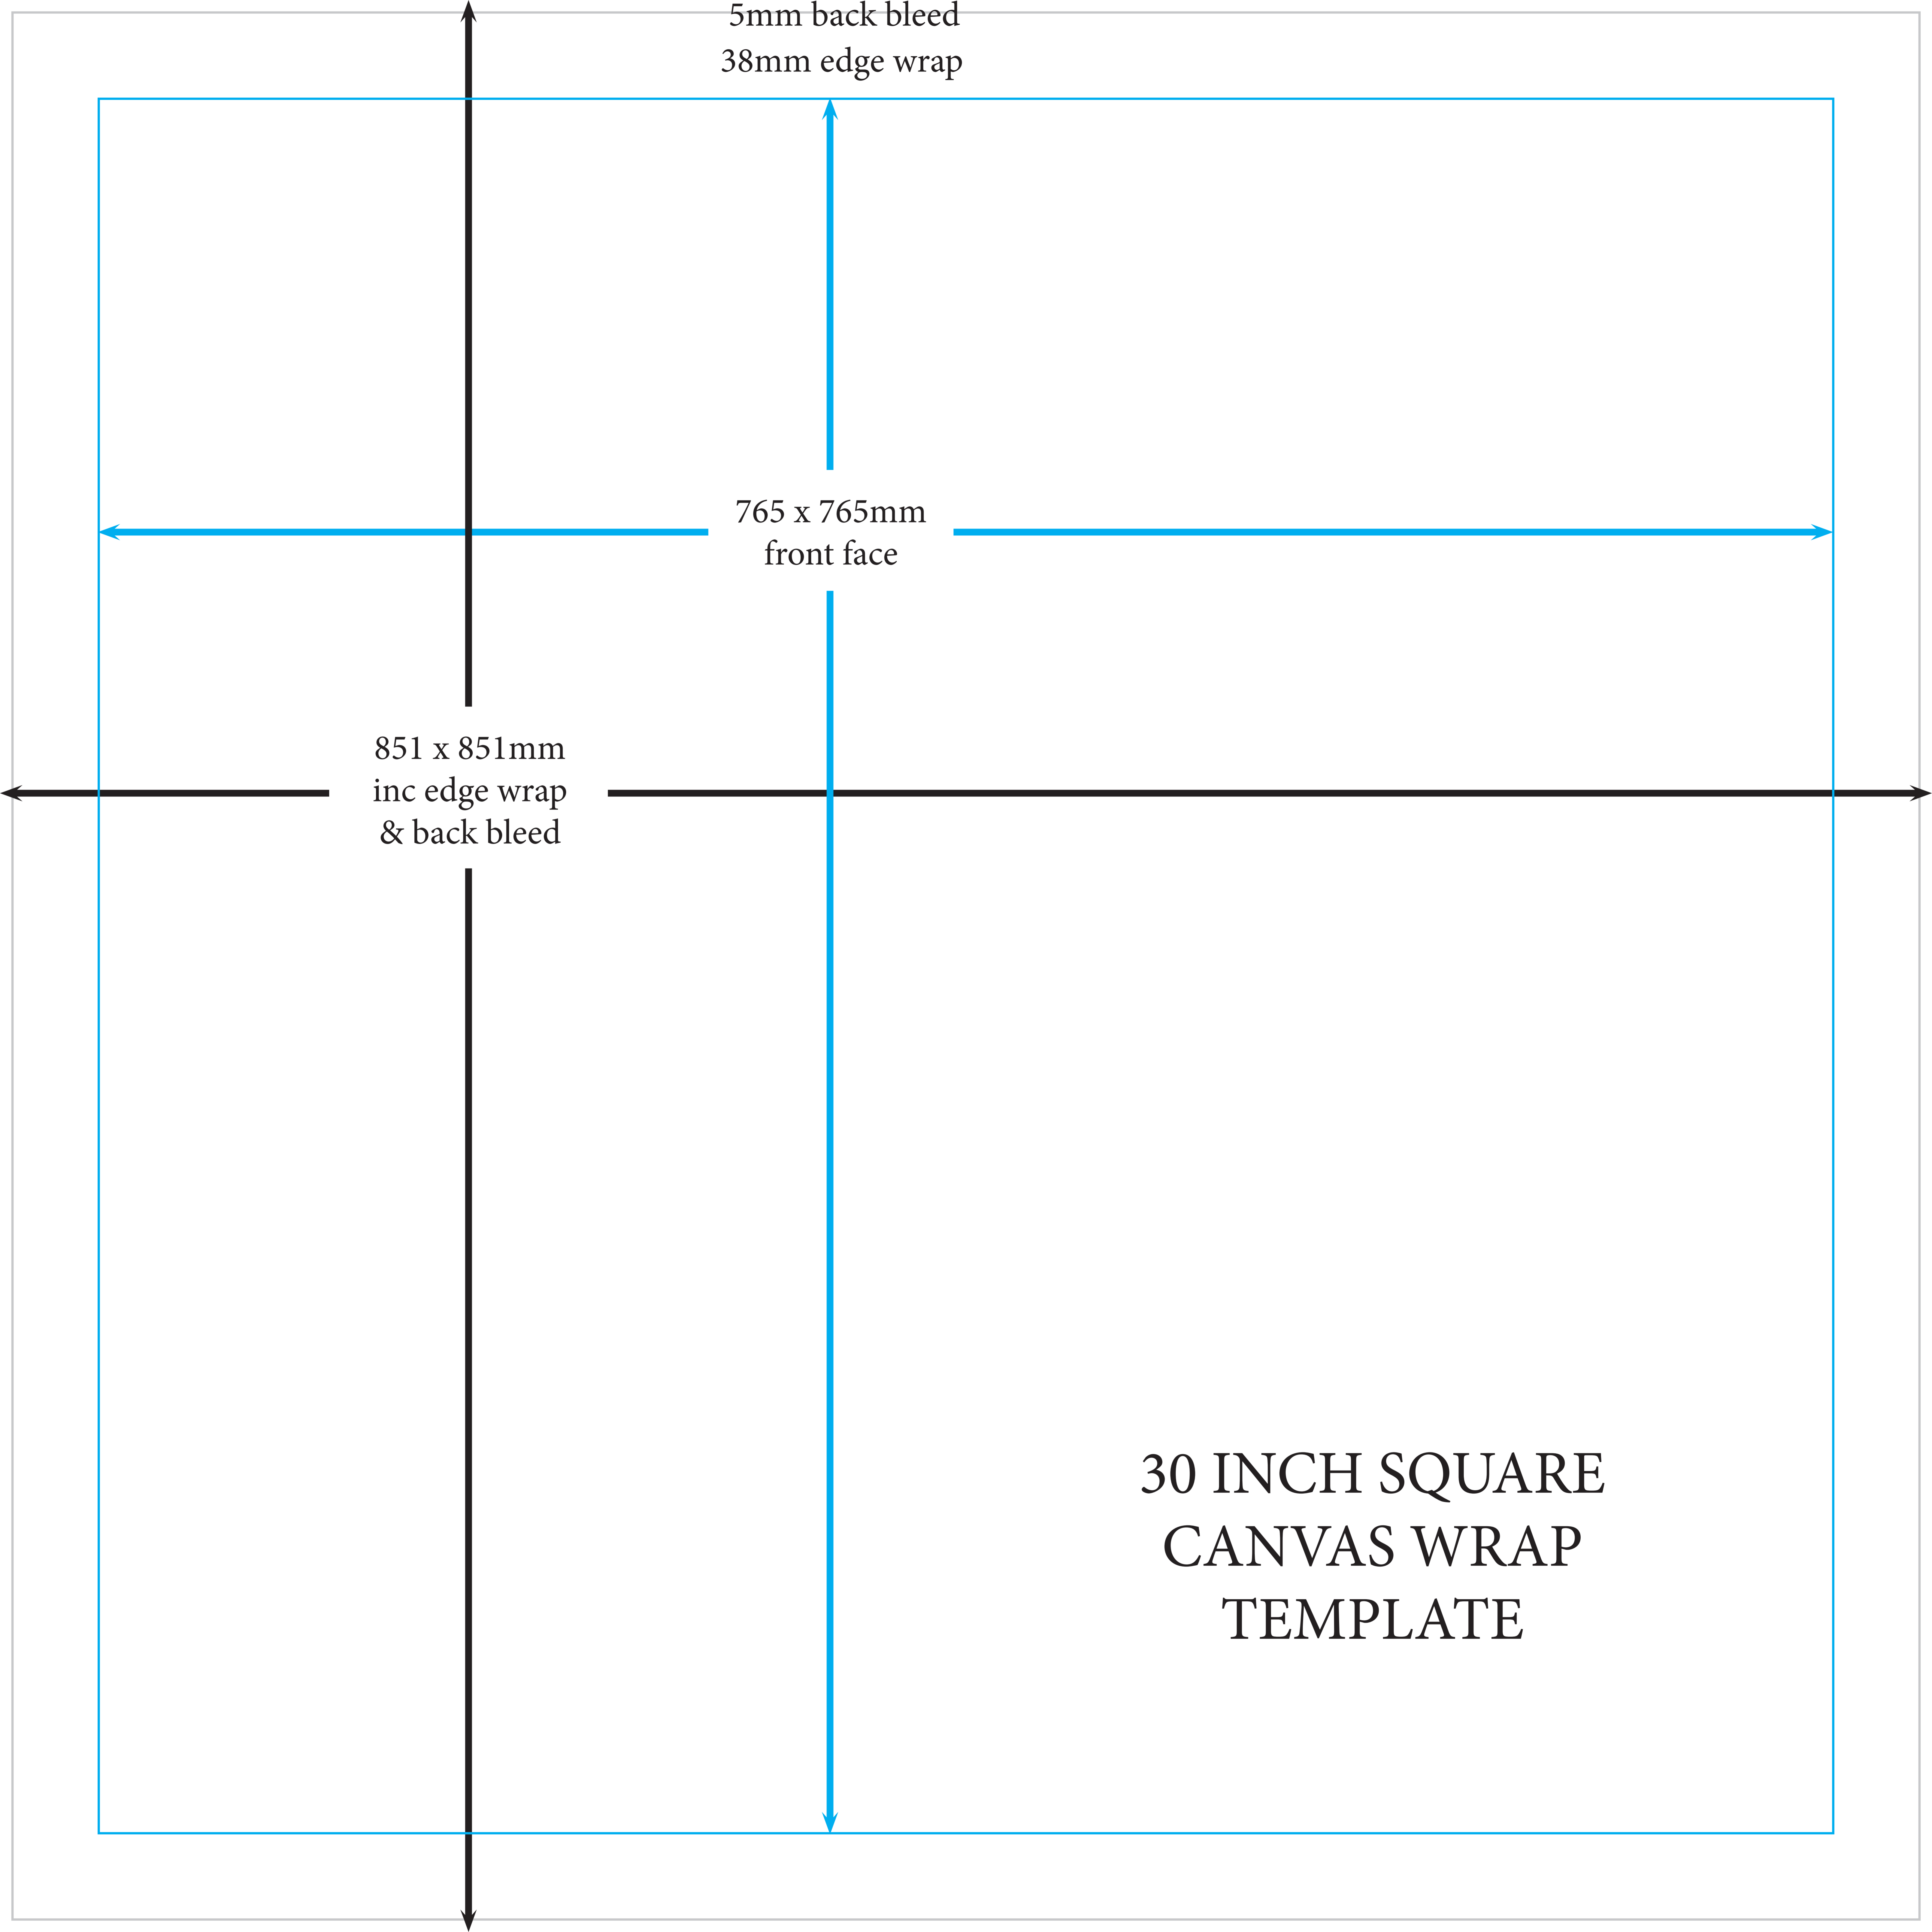 5mm back bleed
38mm edge wrap
765 x 765mm
front face
851 x 851mm
inc edge wrap
& back bleed
30 INCH SQUARE
CANVAS WRAP
TEMPLATE